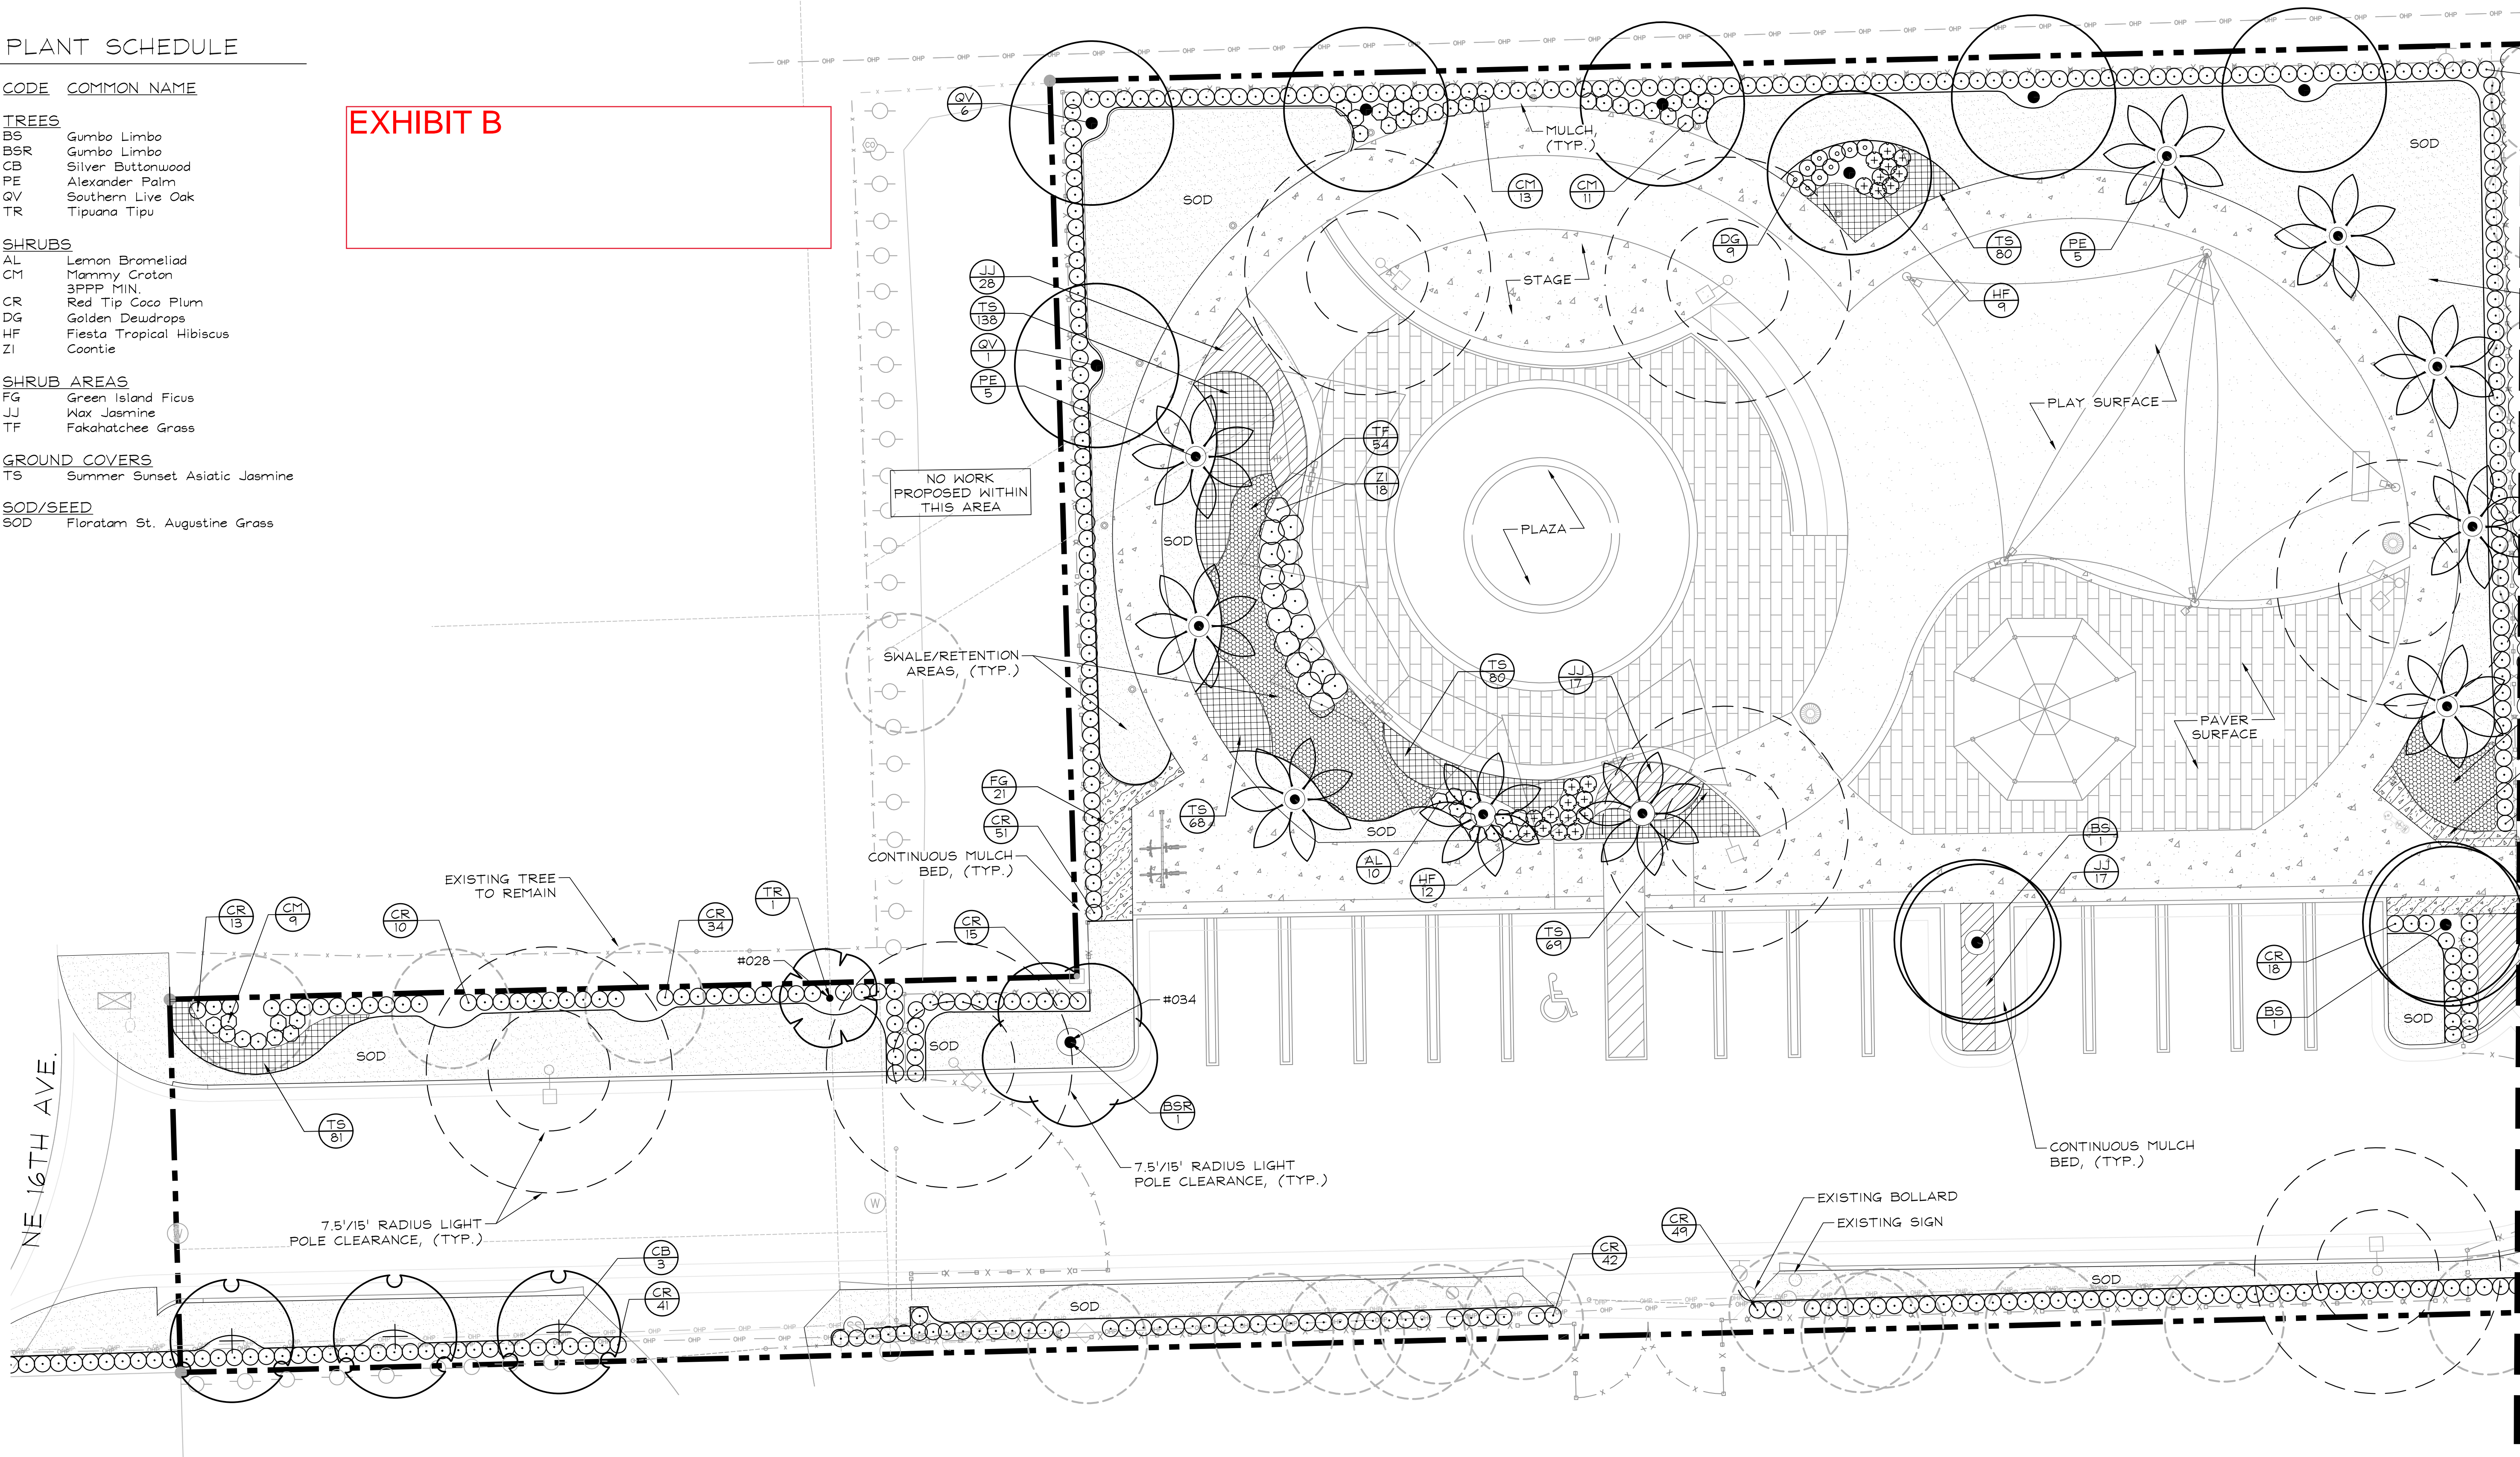 PLANT SCHEDULE
CODE COMMON NAME
TREES
BS Gumbo Limbo
BSR Gumbo Limbo
CB Silver Buttonwood
PE Alexander Palm
QV Southern Live Oak
TR Tipuana Tipu
SHRUBS
AL Lemon Bromeliad
CM Mammy Croton
3PPP MIN.
CR Red Tip Coco Plum
DG Golden Dewdrops
HF Fiesta Tropical Hibiscus
ZI Coontie
SHRUB AREAS
FG Green Island Ficus
JJ Wax Jasmine
TF Fakahatchee Grass
GROUND COVERS
TS Summer Sunset Asiatic Jasmine
SOD/SEED
SOD Floratam St. Augustine Grass
EXHIBIT B
QV
6
MULCH,
(TYP.)
SOD
SOD
CM
13
CM
11
DG
9
TS
80
PE
5
HF
9
STAGE
JJ
28
TS
138
QV
1
PE
5
PLAY SURFACE
TF
54
ZI
18
NO WORK
PROPOSED WITHIN
THIS AREA
PLAZA
SOD
SWALE/RETENTION
AREAS, (TYP.)
TS
80
JJ
17
PAVER
SURFACE
FG
21
CR
51
TS
68
SOD
CONTINUOUS MULCH
BED, (TYP.)
AL
10
HF
12
BS
1
JJ
17
EXISTING TREE
TO REMAIN
CR
13
CM
9
CR
10
CR
34
TR
1
CR
15
TS
69
#028
#034
CR
18
BS
1
SOD
SOD
SOD
TS
81
BSR
1
NE 16TH AVE.
7.5'/15' RADIUS LIGHT
POLE CLEARANCE, (TYP.)
7.5'/15' RADIUS LIGHT
POLE CLEARANCE, (TYP.)
CONTINUOUS MULCH
BED, (TYP.)
EXISTING BOLLARD
EXISTING SIGN
W
W
CB
3
CR
41
CR
42
CR
49
SOD
SOD
SS
CO
OHP